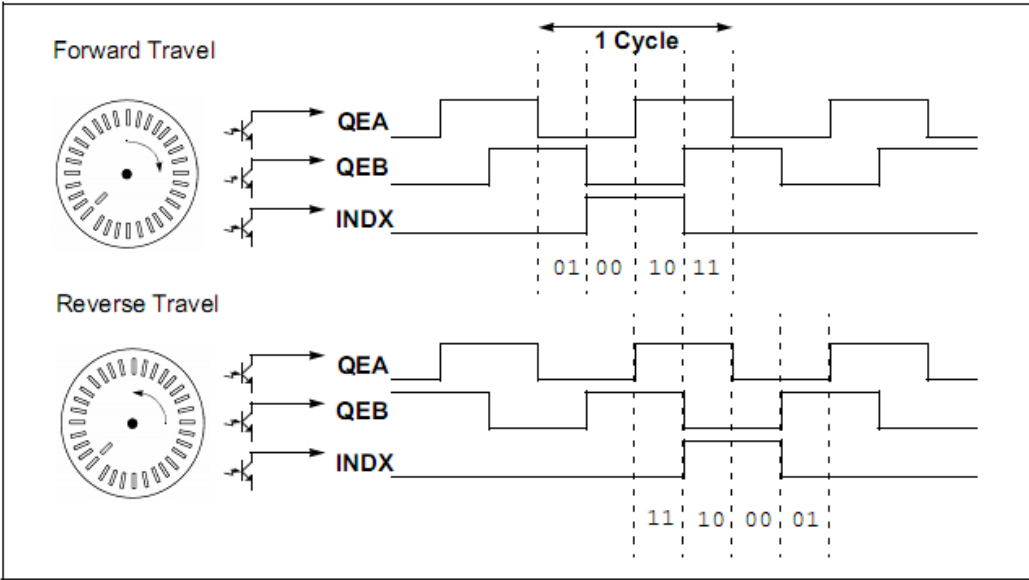 1 Cycle
Forward Travel
QEA
QEB
INDX
01 00 10 11
Reverse Travel
QEA
QEB
INDX
11 10 00 01